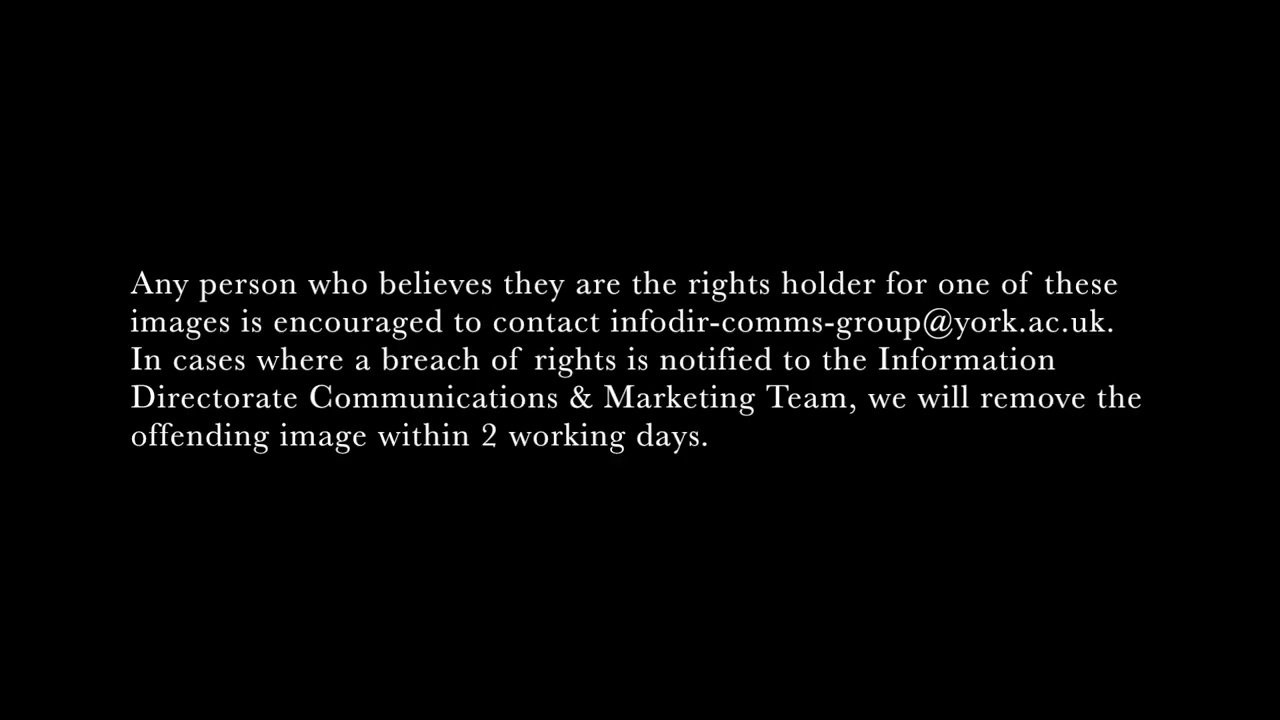 Any person who believes they are the rights holder for one of these
images is encouraged to contact infodir-comms-group@york.ac.uk.
In cases where a breach of rights is notified to the Information
Directorate Communications & Marketing Team, we will remove the
offending image within 2 working days.